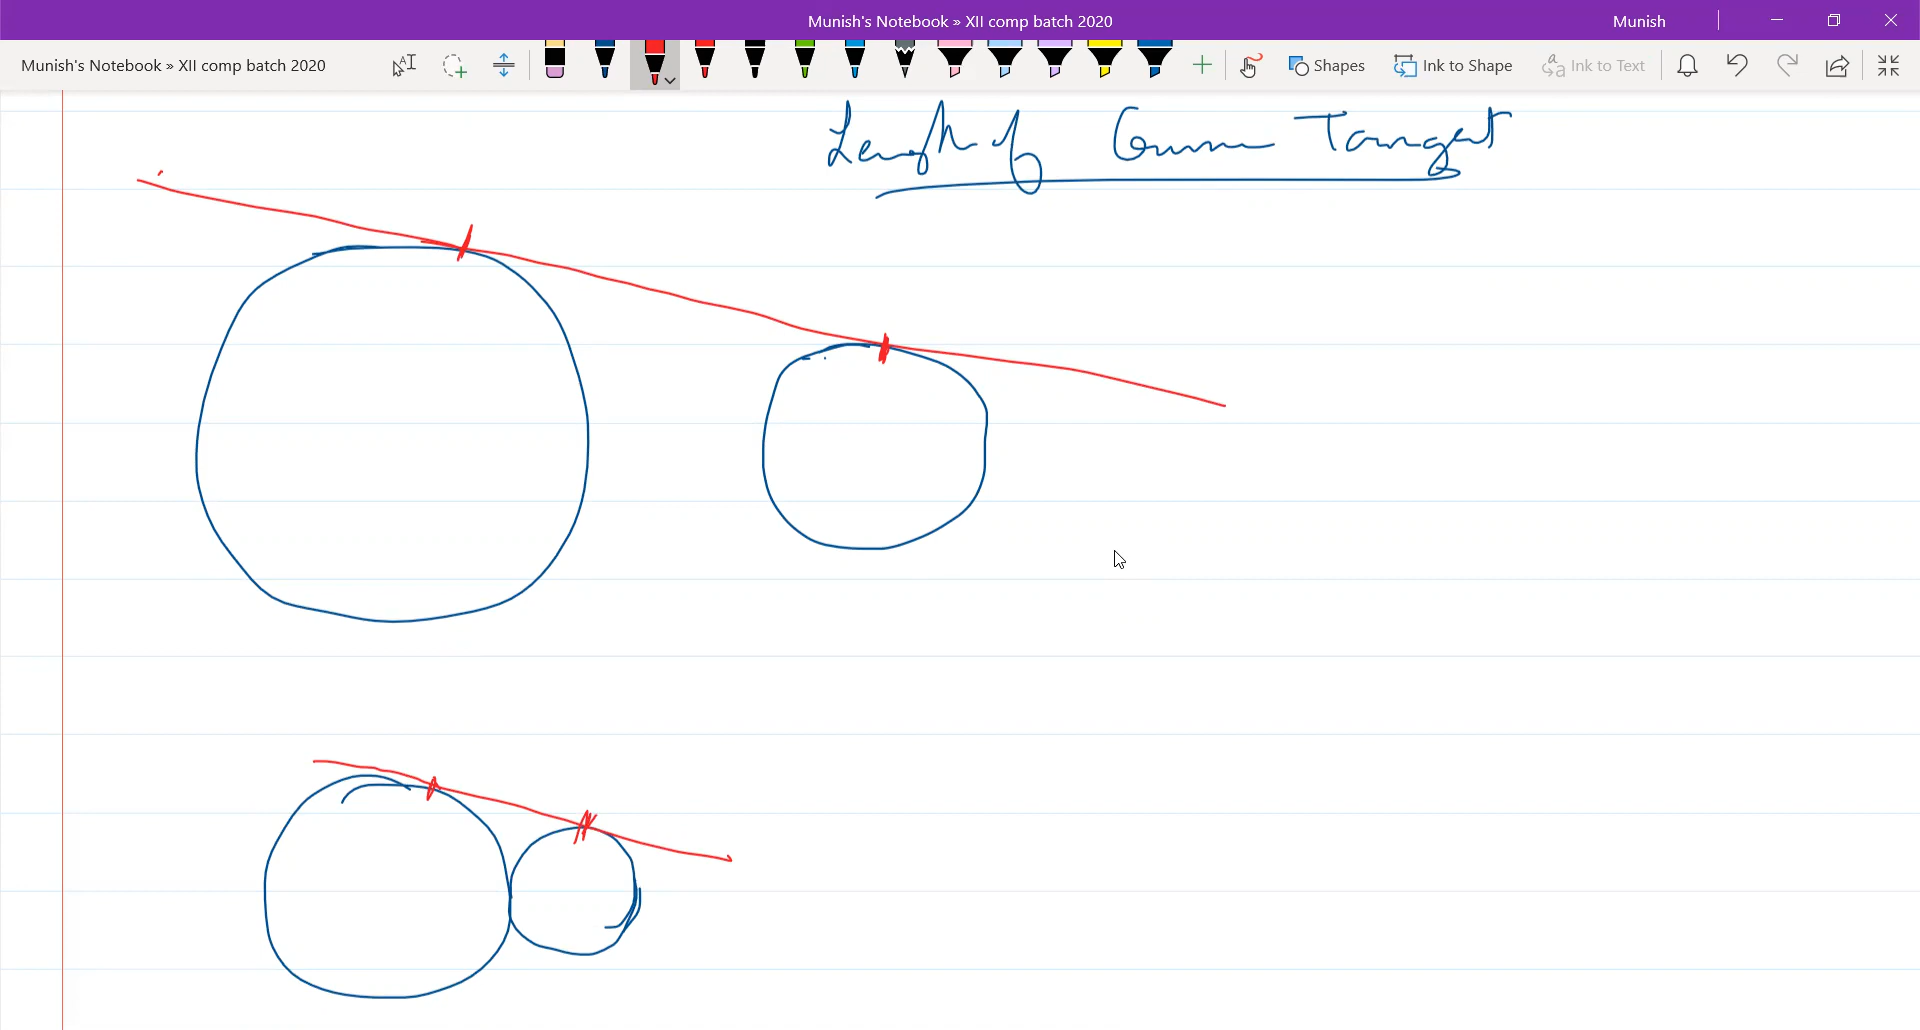 Munish's Notebook » XII comp batch 2020
Munish
Munish's Notebook » XII comp batch 2020
Shapes
Ink to Shape
Ink to Text
Length of Common Tangent